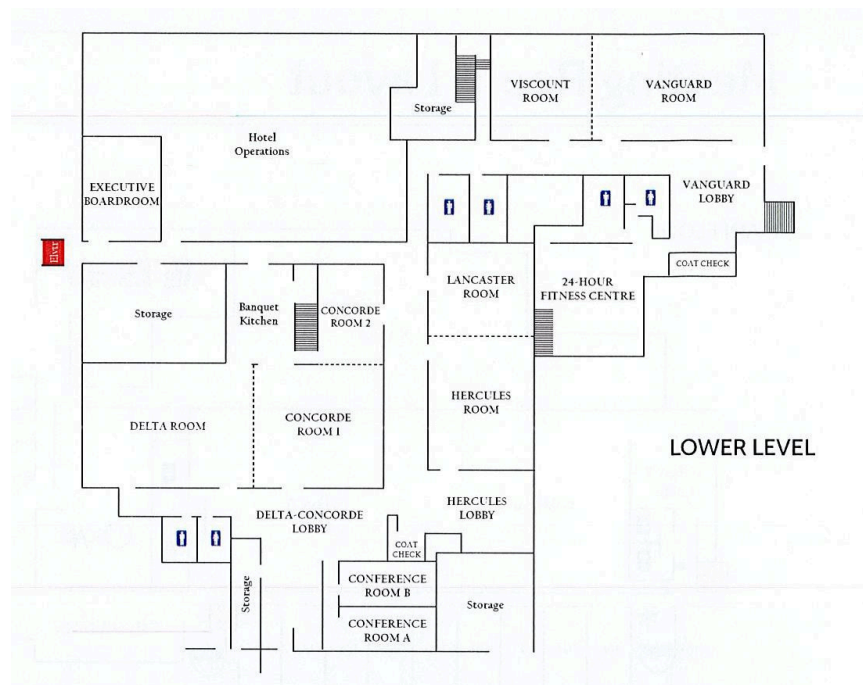 VISCOUNT
ROOM
VANGUARD
ROOM
Storage
Hotel
Operations
EXECUTIVE
BOARDROOM
VANGUARD
LOBBY
Elvtr
COAT CHECK
LANCASTER
ROOM
24-HOUR
FITNESS CENTRE
Storage
Banquet
Kitchen
CONCORDE
ROOM 2
HERCULES
ROOM
DELTA ROOM
CONCORDE
ROOM 1
LOWER LEVEL
HERCULES
LOBBY
DELTA-CONCORDE
LOBBY
COAT
CHECK
Storage
CONFERENCE
ROOM B
Storage
CONFERENCE
ROOM A